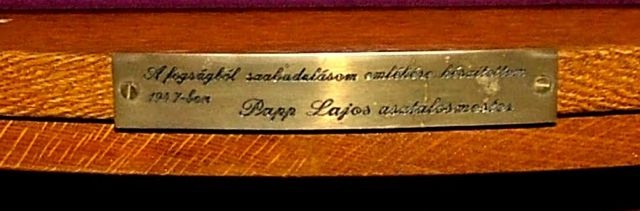 A fogságból szabadulásom emlékére készítettem
1947-ben
Papp Lajos asztalosmester